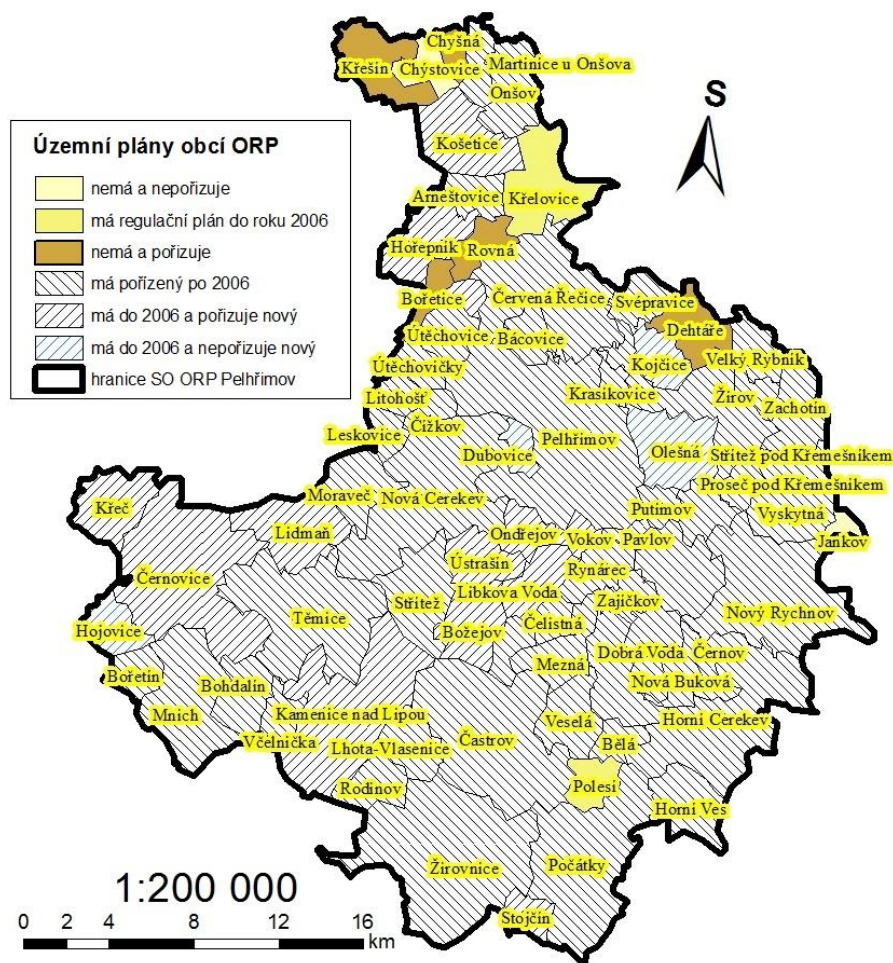 Chyšná
Křešín
Chýstovice
Martinice u Onšova
Onšov
S
Územní plány obcí ORP
nemá a nepořizuje
má regulační plán do roku 2006
nemá a pořizuje
má pořízený po 2006
má do 2006 a pořizuje nový
má do 2006 a nepořizuje nový
hranice SO ORP Pelhřimov
Košetice
Arneštovice
Křelovice
Hořepník
Rovná
Bořetice
Červená Řečice
Svépravice
Dehtáře
Útěchovice
Bácovice
Kojčice
Velký Rybník
Útěchovičky
Krasíkovice
Žirov
Zachotín
Litohošť
Čížkov
Leskovice
Dubovice
Pelhřimov
Olešná
Střítež pod Křemešníkem
Proseč pod Křemešníkem
Moraveč
Nová Cerekev
Putimov
Vyskytná
Křeč
Lidmaň
Ondřejov
Vokov
Pavlov
Jankov
Ústrašín
Rynárec
Černovice
Těmice
Střítež
Libkova Voda
Zajíčkov
Nový Rychnov
Hojovice
Božejov
Čelistná
Mezná
Dobrá Voda
Černov
Bořetín
Bohdalín
Nová Buková
Mnich
Kamenice nad Lipou
Veselá
Horní Cerekev
Včelnička
Lhota-Vlasenice
Častrov
Bělá
Rodinov
Polesí
Horní Ves
Žirovnice
Počátky
1:200 000
Stojčín
0 2 4 8 12 16
km